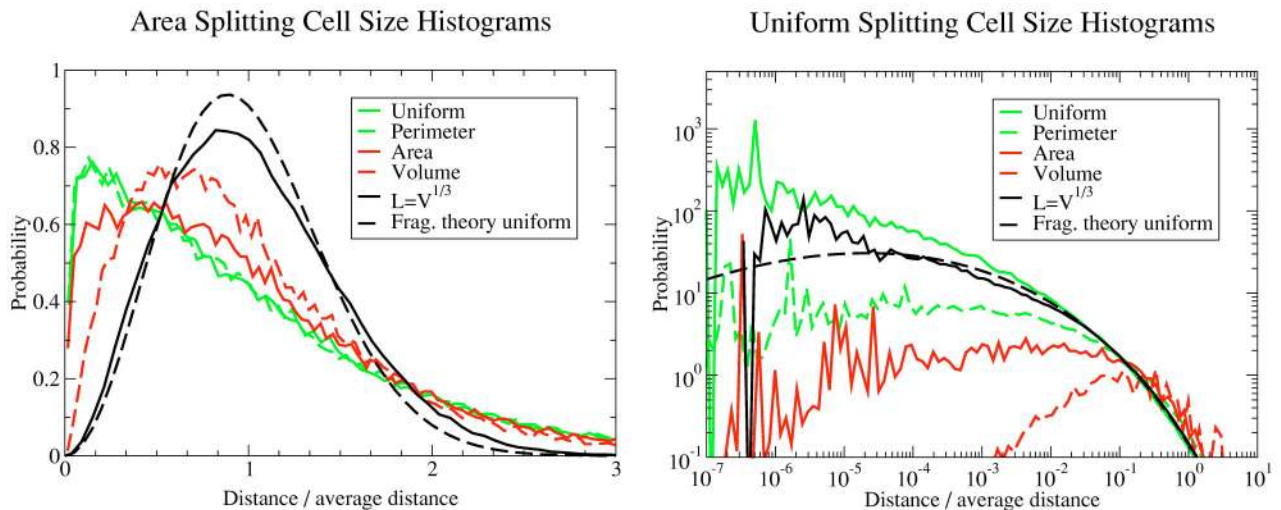 Area Splitting Cell Size Histograms
Probability
1
0.8
0.6
0.4
0.2
0
0
1
2
3
Uniform
Perimeter
Area
Volume
L=V^{1/3}
Frag. theory uniform
Distance / average distance
Uniform Splitting Cell Size Histograms
Probability
10^3
10^2
10^1
10^0
10^-1
10^-7
10^-6
10^-5
10^-4
10^-3
10^-2
10^-1
10^0
10^1
Uniform
Perimeter
Area
Volume
L=V^{1/3}
Frag. theory uniform
Distance / average distance